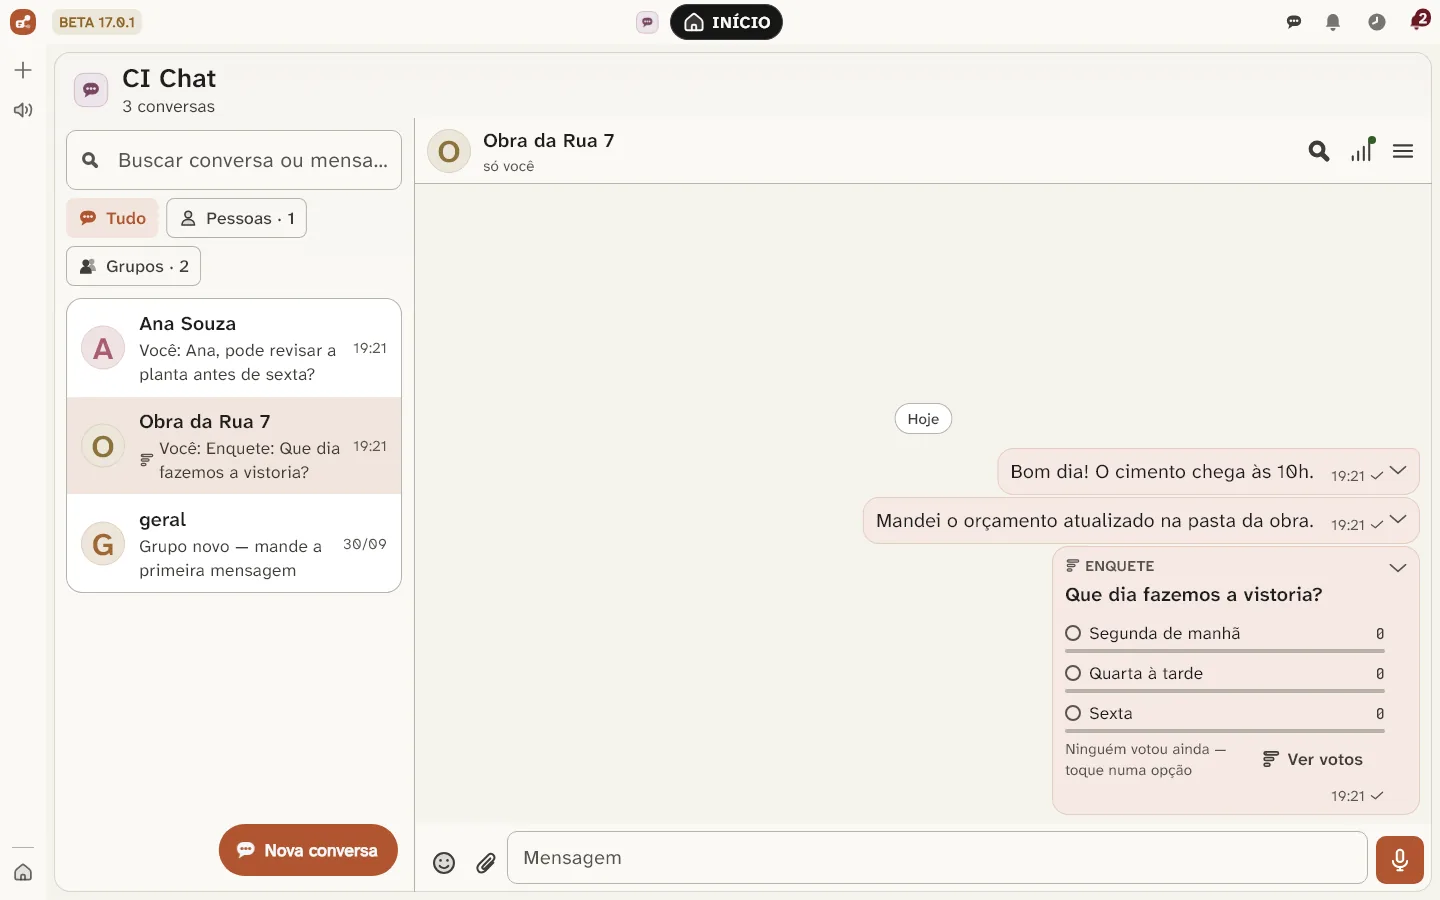 BETA 17.0.1
INÍCIO
2
CI Chat
3 conversas
Buscar conversa ou mensa...
Tudo
Pessoas · 1
Grupos · 2
A
Ana Souza
Você: Ana, pode revisar a
planta antes de sexta?
19:21
O
Obra da Rua 7
Você: Enquete: Que dia
fazemos a vistoria?
19:21
G
geral
Grupo novo — mande a
primeira mensagem
30/09
Nova conversa
O
Obra da Rua 7
só você
Hoje
Bom dia! O cimento chega às 10h. 19:21
Mandei o orçamento atualizado na pasta da obra. 19:21
ENQUETE
Que dia fazemos a vistoria?
Segunda de manhã 0
Quarta à tarde 0
Sexta 0
Ninguém votou ainda —
toque numa opção
Ver votos
19:21
Mensagem